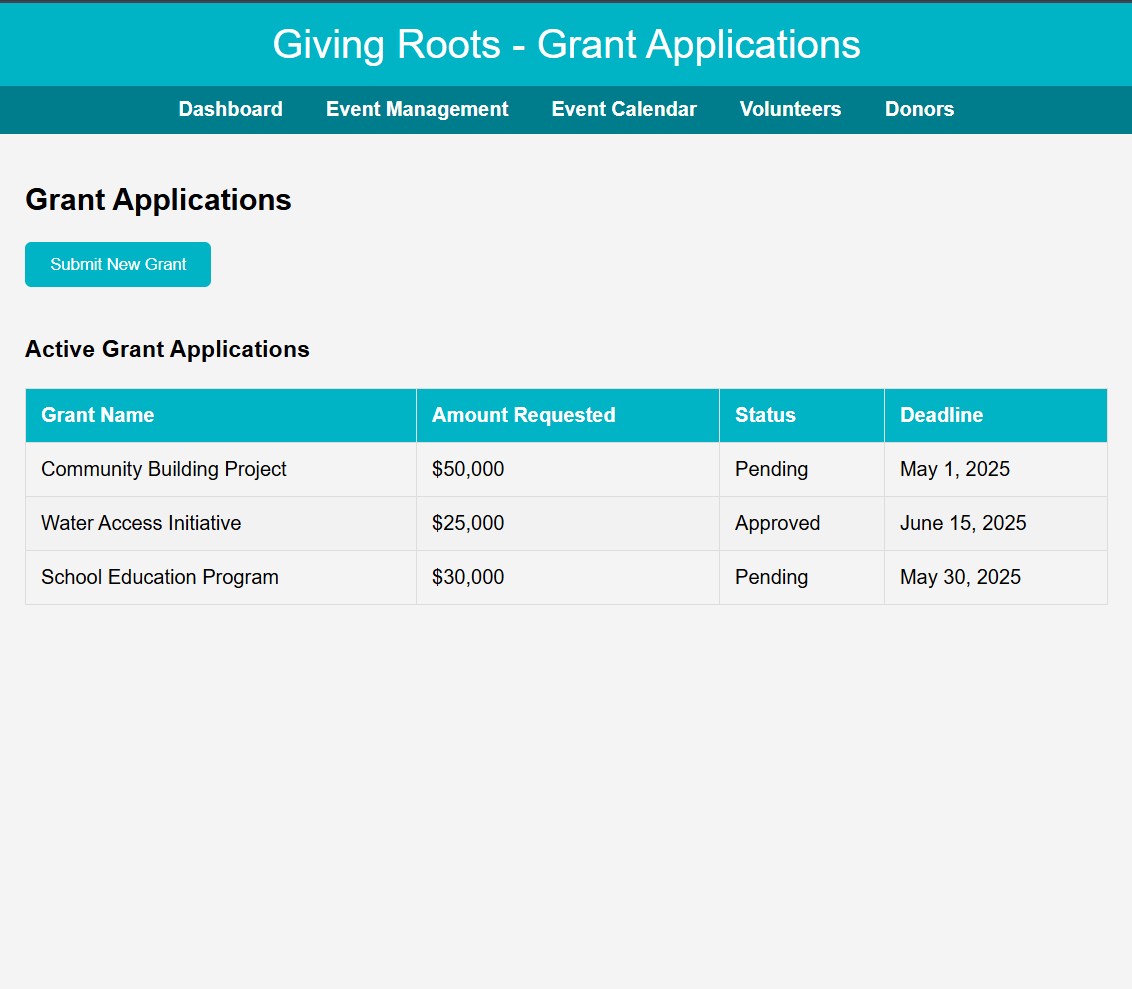 Giving Roots - Grant Applications
Dashboard Event Management Event Calendar Volunteers Donors
Grant Applications
Submit New Grant
Active Grant Applications
Grant Name Amount Requested Status Deadline
Community Building Project $50,000 Pending May 1, 2025
Water Access Initiative $25,000 Approved June 15, 2025
School Education Program $30,000 Pending May 30, 2025